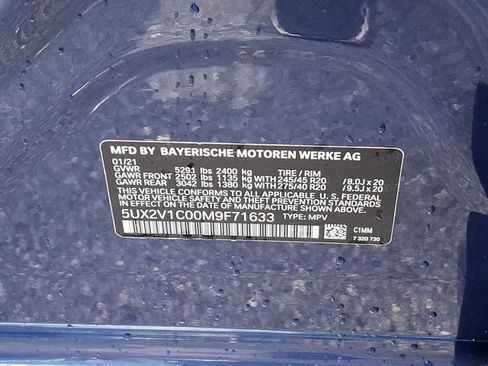 MFD BY BAYERISCHE MOTOREN WERKE AG
01/21
GVWR 5291 lbs 2400 kg TIRE / RIM
GAWR FRONT 2502 lbs 1135 kg WITH 245/45 R20 / 8.0J x 20
GAWR REAR 3042 lbs 1380 kg WITH 275/40 R20 / 9.5J x 20
THIS VEHICLE CONFORMS TO ALL APPLICABLE U.S. FEDERAL
MOTOR VEHICLE SAFETY, BUMPER, AND THEFT PREVENTION
STANDARDS IN EFFECT ON THE DATE OF MANUFACTURE SHOWN ABOVE.
5UX2V1C00M9F71633 TYPE: MPV
C1MM
7 320 730